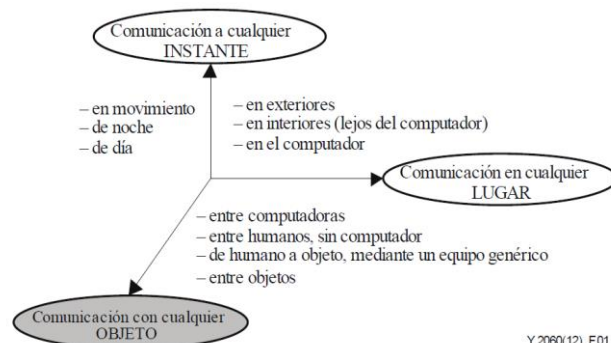 Comunicación a cualquier
INSTANTE
– en movimiento
– de noche
– de día
– en exteriores
– en interiores (lejos del computador)
– en el computador
Comunicación en cualquier
LUGAR
– entre computadoras
– entre humanos, sin computador
– de humano a objeto, mediante un equipo genérico
– entre objetos
Comunicación con cualquier
OBJETO
Y.2060(12)_F01